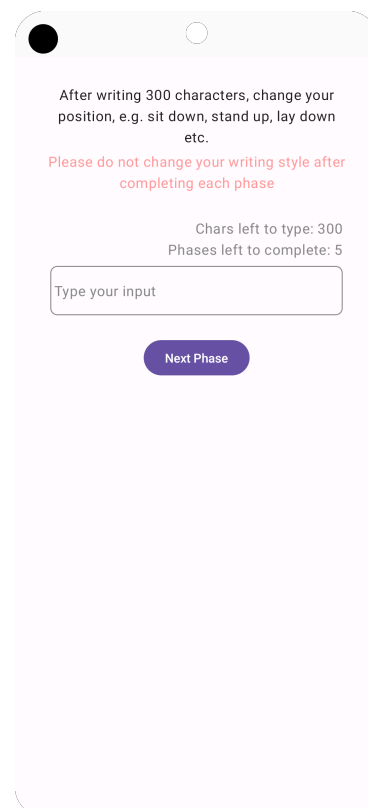 After writing 300 characters, change your
position, e.g. sit down, stand up, lay down
etc.
Please do not change your writing style after
completing each phase
Chars left to type: 300
Phases left to complete: 5
Type your input
Next Phase